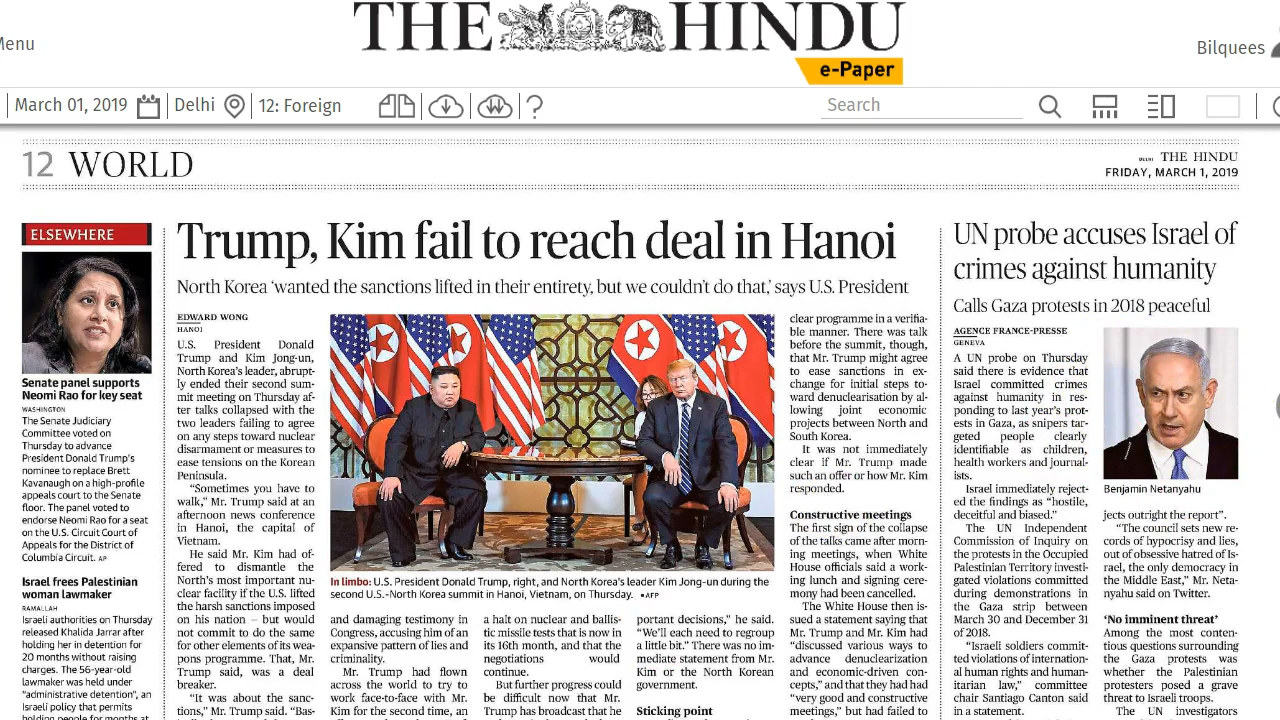 THE HINDU
e-Paper
Menu
Bilquees
March 01, 2019
Delhi
12: Foreign
?
Search
12 WORLD
DELHI THE HINDU
FRIDAY, MARCH 1, 2019
ELSEWHERE
Senate panel supports
Neomi Rao for key seat
WASHINGTON
The Senate Judiciary
Committee voted on
Thursday to advance
President Donald Trump's
nominee to replace Brett
Kavanaugh on a high-profile
appeals court to the Senate
floor. The panel voted to
endorse Neomi Rao for a seat
on the U.S. Circuit Court of
Appeals for the District of
Columbia Circuit. AP
Israel frees Palestinian
woman lawmaker
RAMALLAH
Israeli authorities on Thursday
released Khalida Jarrar after
holding her in detention for
20 months without raising
charges. The 56-year-old
lawmaker was held under
"administrative detention", an
Israeli policy that permits
holding people for months at
Trump, Kim fail to reach deal in Hanoi
North Korea 'wanted the sanctions lifted in their entirety, but we couldn't do that,' says U.S. President
EDWARD WONG
HANOI
U.S. President Donald
Trump and Kim Jong-un,
North Korea's leader, abrupt-
ly ended their second sum-
mit meeting on Thursday af-
ter talks collapsed with the
two leaders failing to agree
on any steps toward nuclear
disarmament or measures to
ease tensions on the Korean
Peninsula.
"Sometimes you have to
walk," Mr. Trump said at an
afternoon news conference
in Hanoi, the capital of
Vietnam.
He said Mr. Kim had of-
fered to dismantle the
North's most important nu-
clear facility if the U.S. lifted
the harsh sanctions imposed
on his nation – but would
not commit to do the same
for other elements of its wea-
pons programme. That, Mr.
Trump said, was a deal
breaker.
"It was about the sanc-
tions," Mr. Trump said. "Bas-
In limbo: U.S. President Donald Trump, right, and North Korea's leader Kim Jong-un during the
second U.S.-North Korea summit in Hanoi, Vietnam, on Thursday. ▪AFP
and damaging testimony in
Congress, accusing him of an
expansive pattern of lies and
criminality.
Mr. Trump had flown
across the world to try to
work face-to-face with Mr.
Kim for the second time, an
a halt on nuclear and ballis-
tic missile tests that is now in
its 16th month, and that the
negotiations would
continue.
But further progress could
be difficult now that Mr.
Trump has broadcast that he
portant decisions," he said.
"We'll each need to regroup
a little bit." There was no im-
mediate statement from Mr.
Kim or the North Korean
government.
Sticking point
clear programme in a verifia-
ble manner. There was talk
before the summit, though,
that Mr. Trump might agree
to ease sanctions in ex-
change for initial steps to-
ward denuclearisation by al-
lowing joint economic
projects between North and
South Korea.
It was not immediately
clear if Mr. Trump made
such an offer or how Mr. Kim
responded.
Constructive meetings
The first sign of the collapse
of the talks came after morn-
ing meetings, when White
House officials said a work-
ing lunch and signing cere-
mony had been cancelled.
The White House then is-
sued a statement saying that
Mr. Trump and Mr. Kim had
"discussed various ways to
advance denuclearization
and economic-driven con-
cepts," and that they had had
"very good and constructive
meetings," but had failed to
UN probe accuses Israel of
crimes against humanity
Calls Gaza protests in 2018 peaceful
AGENCE FRANCE-PRESSE
GENEVA
A UN probe on Thursday
said there is evidence that
Israel committed crimes
against humanity in res-
ponding to last year's prot-
ests in Gaza, as snipers tar-
geted people clearly
identifiable as children,
health workers and journal-
ists.
Israel immediately reject-
ed the findings as "hostile,
deceitful and biased."
The UN Independent
Commission of Inquiry on
the protests in the Occupied
Palestinian Territory investi-
gated violations committed
during demonstrations in
the Gaza strip between
March 30 and December 31
of 2018.
"Israeli soldiers commit-
ted violations of internation-
al human rights and human-
itarian law," committee
chair Santiago Canton said
in a statement.
Benjamin Netanyahu
jects outright the report".
"The council sets new re-
cords of hypocrisy and lies,
out of obsessive hatred of Is-
rael, the only democracy in
the Middle East," Mr. Neta-
nyahu said on Twitter.
'No imminent threat'
Among the most conten-
tious questions surrounding
the Gaza protests was
whether the Palestinian
protesters posed a grave
threat to Israeli troops.
The UN investigators